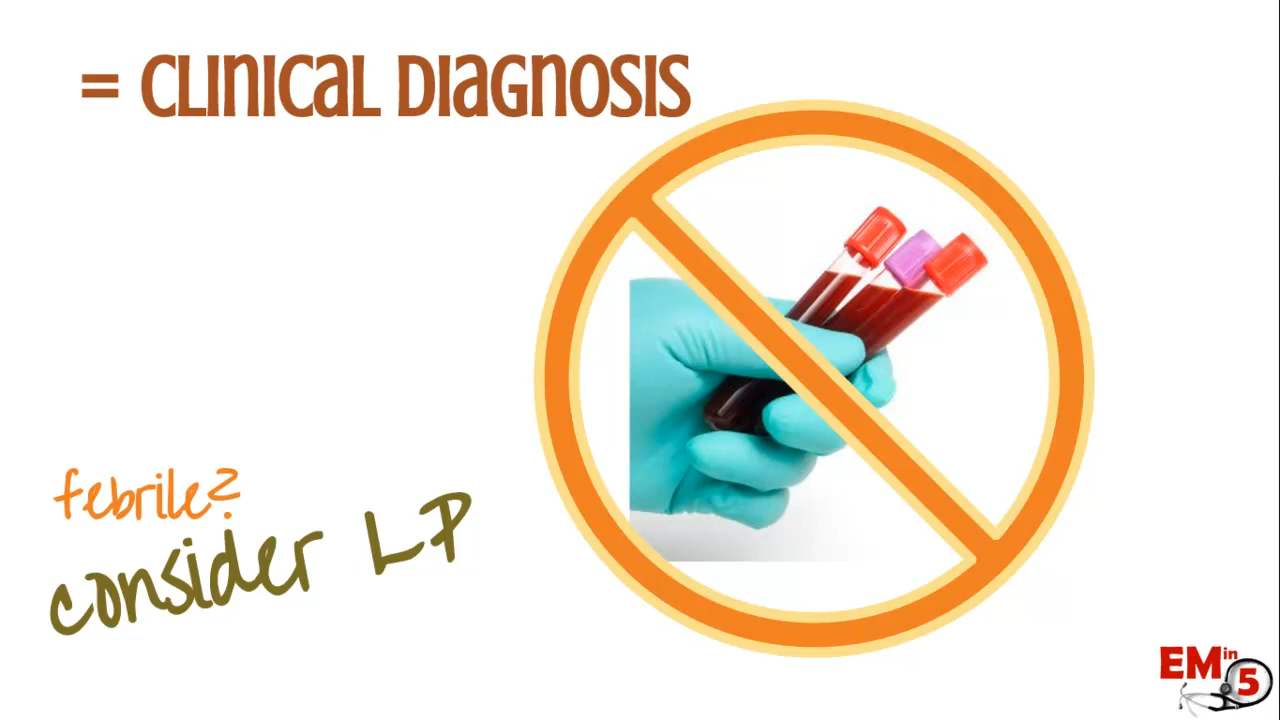 = CLINICAL DIAGNOSIS
febrile?
consider LP
EM in 5